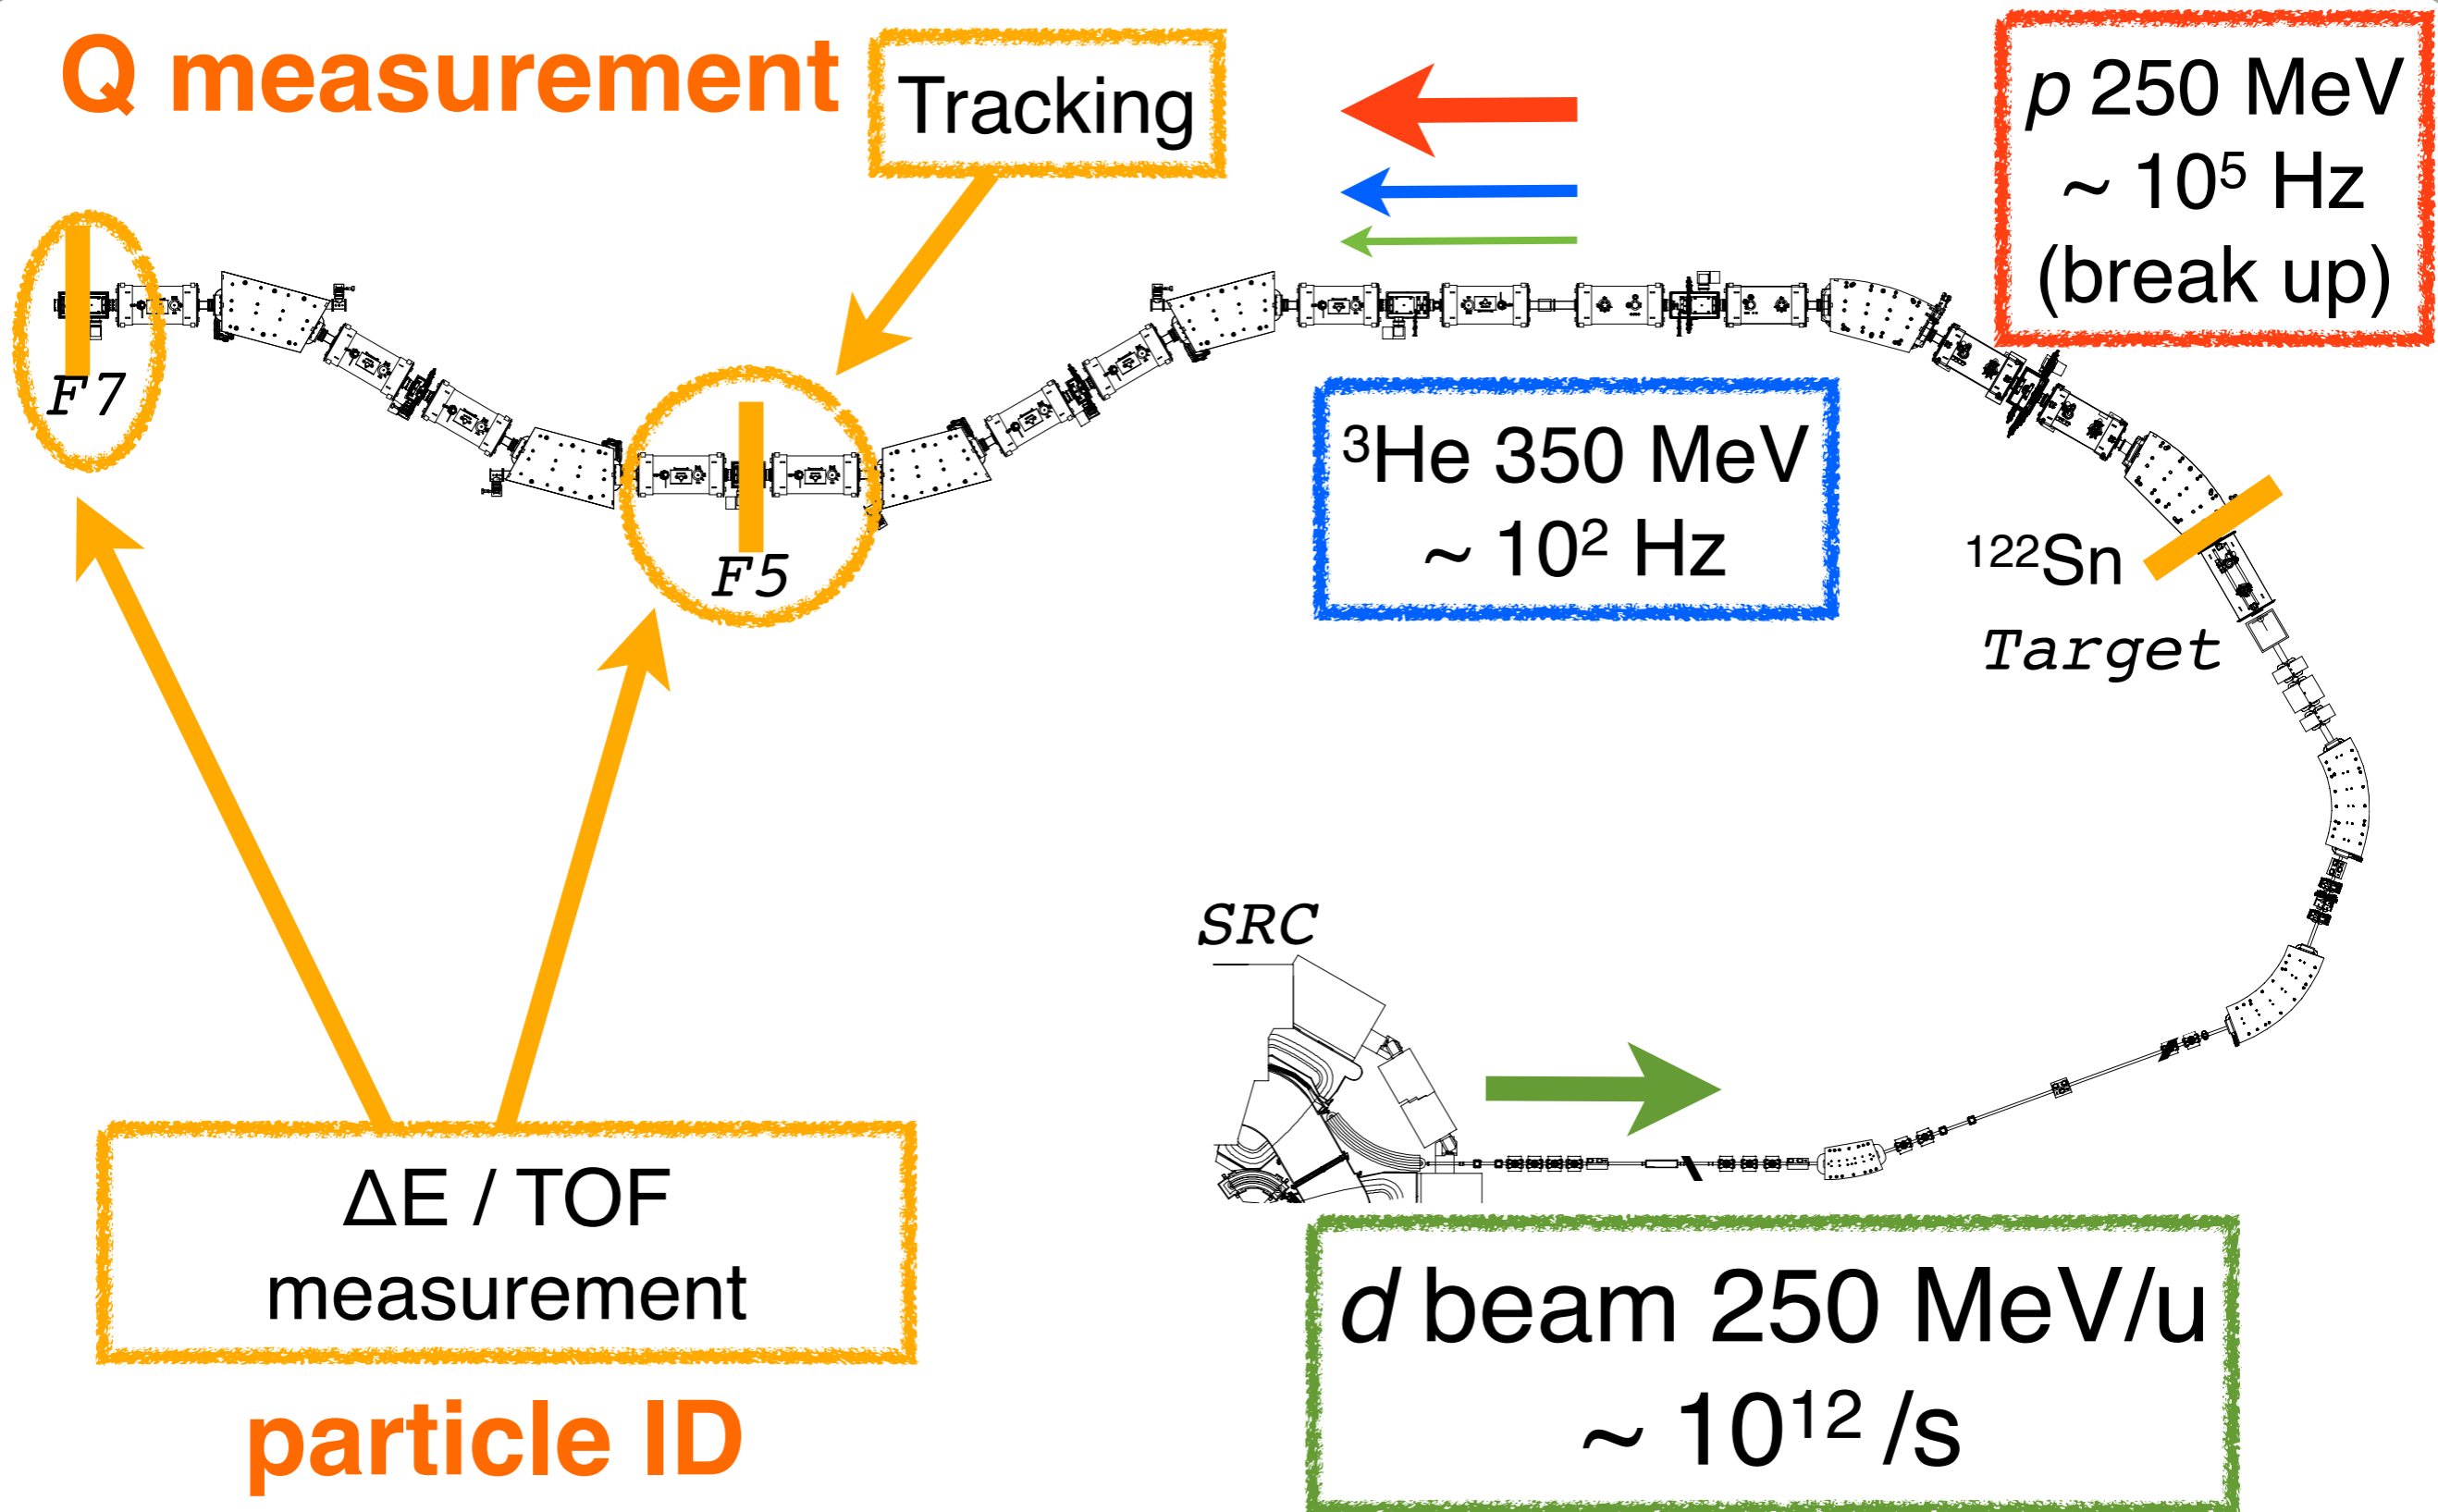 Q measurement
Tracking
p 250 MeV
~ 10⁵ Hz
(break up)
F7
F5
³He 350 MeV
~ 10² Hz
¹²²Sn
Target
SRC
ΔE / TOF
measurement
particle ID
d beam 250 MeV/u
~ 10¹² /s